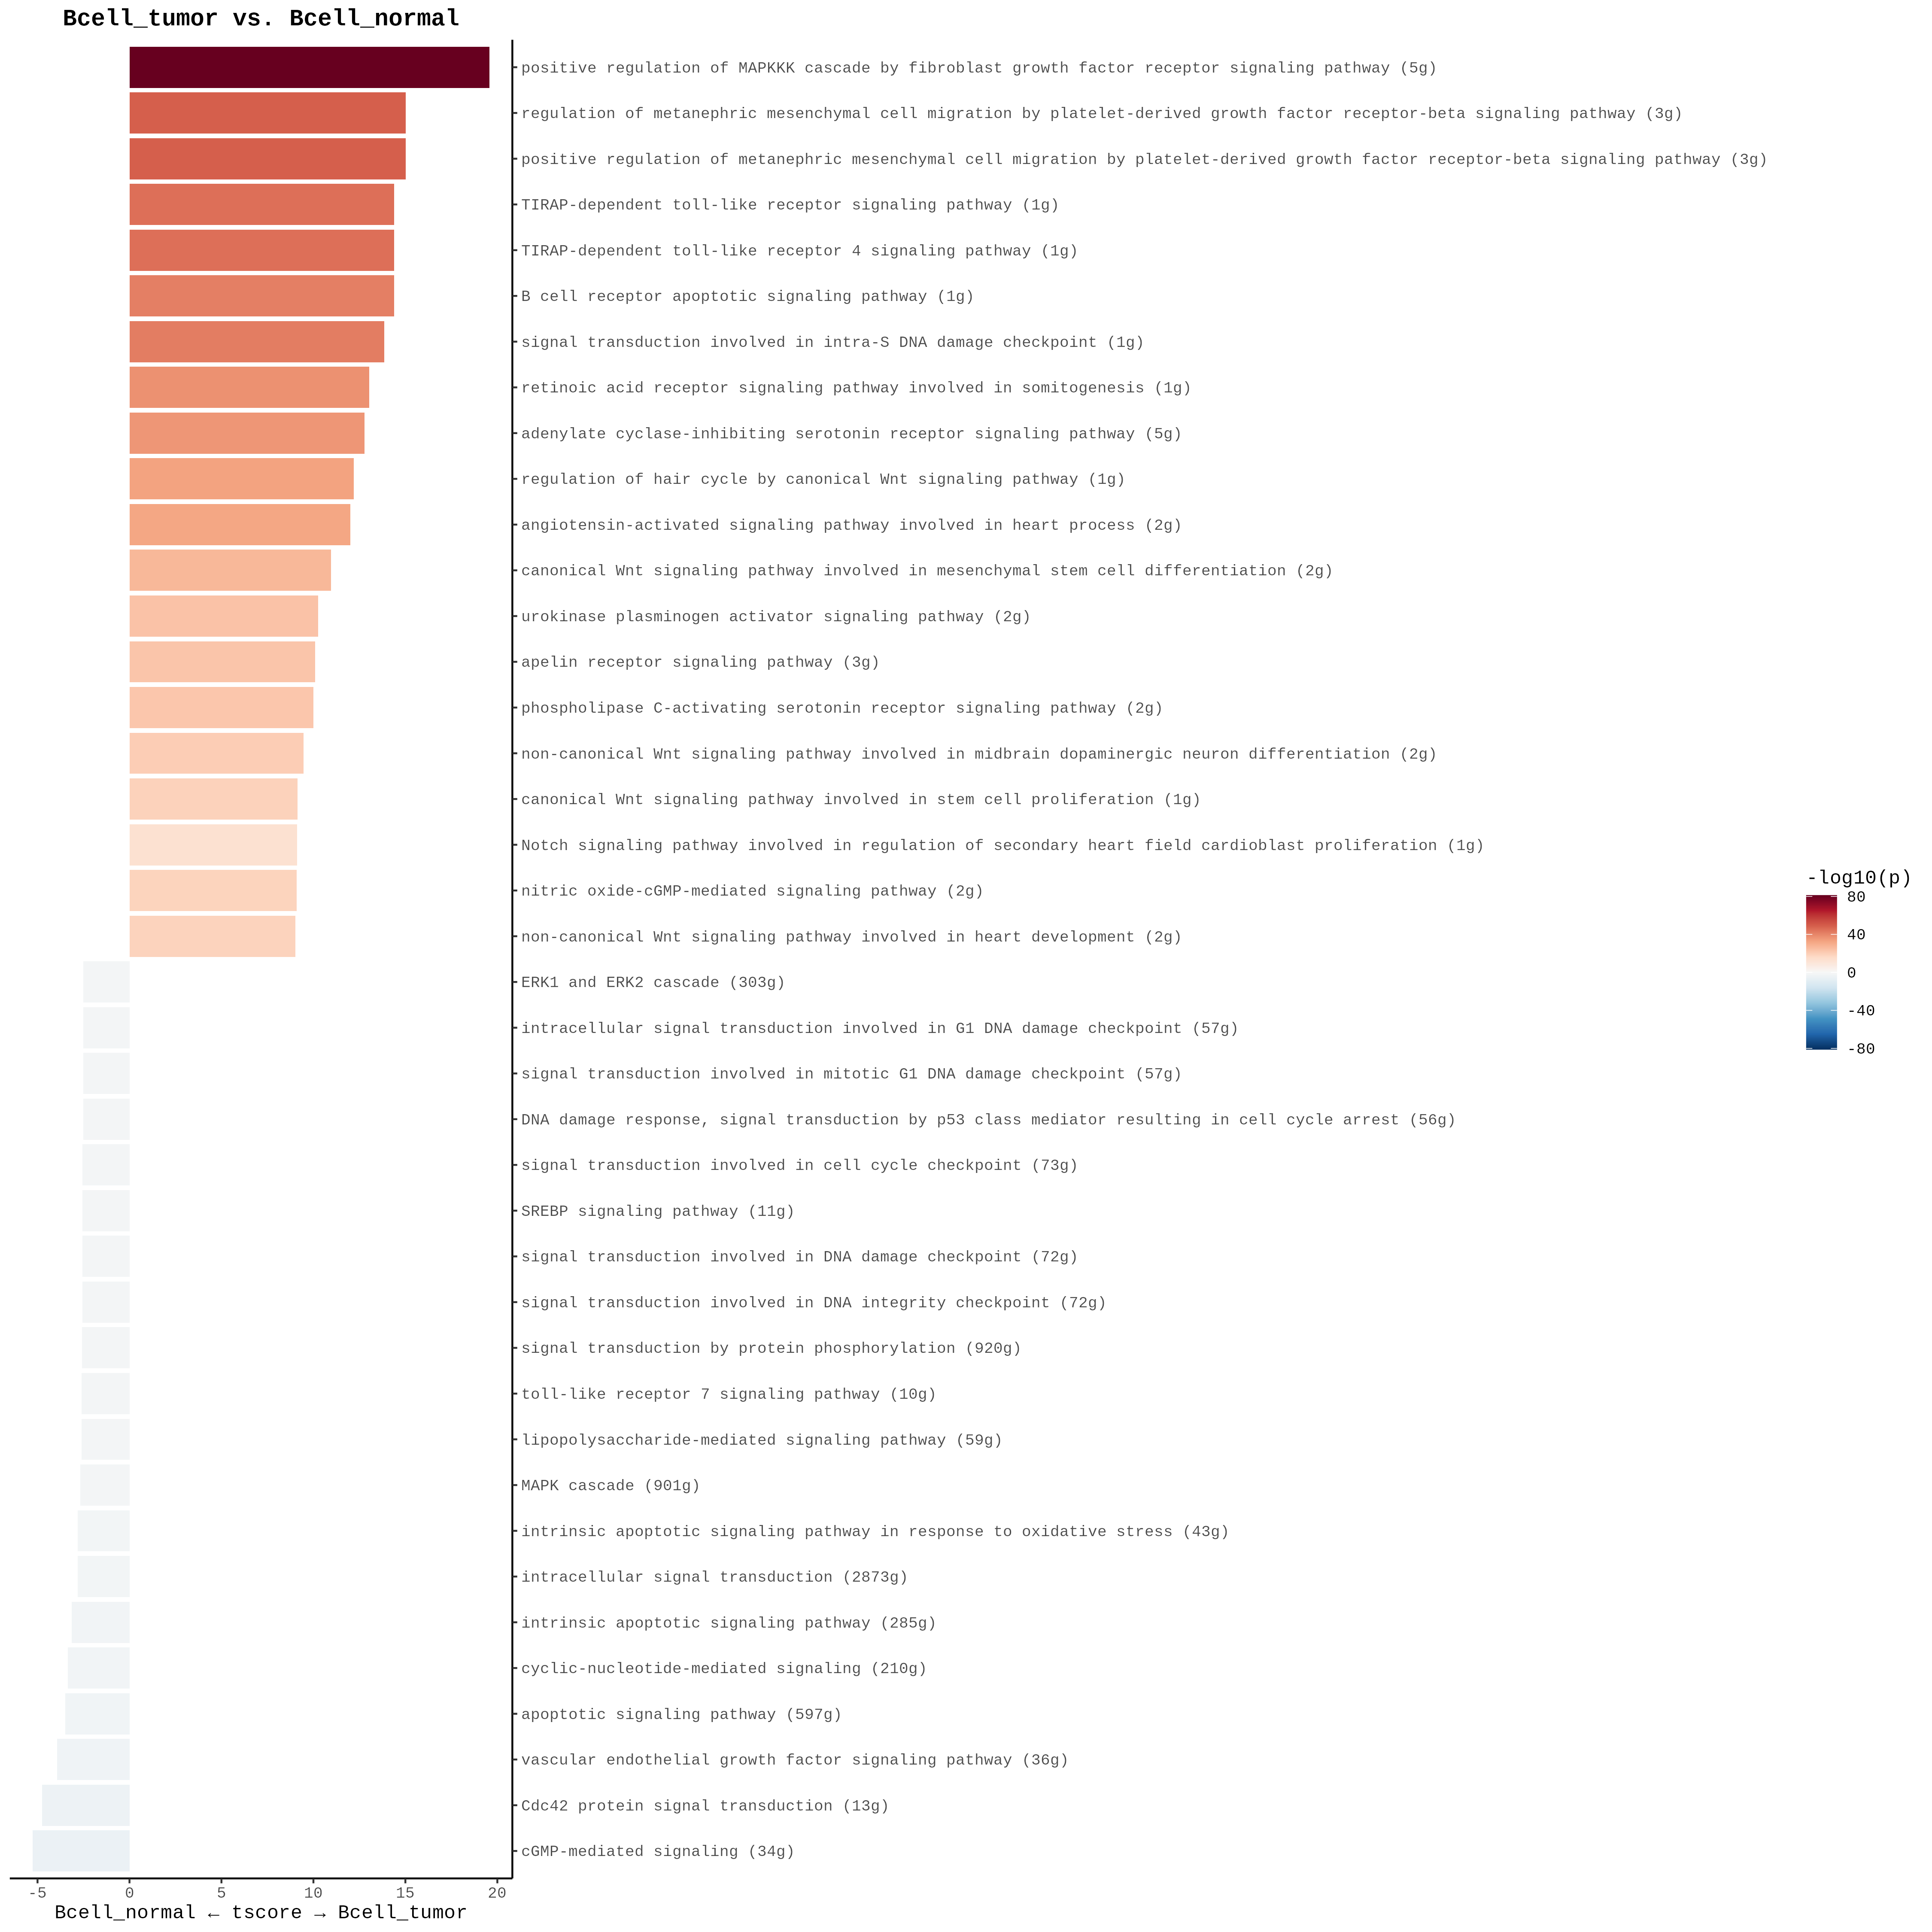 Bcell_tumor vs. Bcell_normal
positive regulation of MAPKKK cascade by fibroblast growth factor receptor signaling pathway (5g)
regulation of metanephric mesenchymal cell migration by platelet-derived growth factor receptor-beta signaling pathway (3g)
positive regulation of metanephric mesenchymal cell migration by platelet-derived growth factor receptor-beta signaling pathway (3g)
TIRAP-dependent toll-like receptor signaling pathway (1g)
TIRAP-dependent toll-like receptor 4 signaling pathway (1g)
B cell receptor apoptotic signaling pathway (1g)
signal transduction involved in intra-S DNA damage checkpoint (1g)
retinoic acid receptor signaling pathway involved in somitogenesis (1g)
adenylate cyclase-inhibiting serotonin receptor signaling pathway (5g)
regulation of hair cycle by canonical Wnt signaling pathway (1g)
angiotensin-activated signaling pathway involved in heart process (2g)
canonical Wnt signaling pathway involved in mesenchymal stem cell differentiation (2g)
urokinase plasminogen activator signaling pathway (2g)
apelin receptor signaling pathway (3g)
phospholipase C-activating serotonin receptor signaling pathway (2g)
non-canonical Wnt signaling pathway involved in midbrain dopaminergic neuron differentiation (2g)
canonical Wnt signaling pathway involved in stem cell proliferation (1g)
Notch signaling pathway involved in regulation of secondary heart field cardioblast proliferation (1g)
nitric oxide-cGMP-mediated signaling pathway (2g)
non-canonical Wnt signaling pathway involved in heart development (2g)
ERK1 and ERK2 cascade (303g)
intracellular signal transduction involved in G1 DNA damage checkpoint (57g)
signal transduction involved in mitotic G1 DNA damage checkpoint (57g)
DNA damage response, signal transduction by p53 class mediator resulting in cell cycle arrest (56g)
signal transduction involved in cell cycle checkpoint (73g)
SREBP signaling pathway (11g)
signal transduction involved in DNA damage checkpoint (72g)
signal transduction involved in DNA integrity checkpoint (72g)
signal transduction by protein phosphorylation (920g)
toll-like receptor 7 signaling pathway (10g)
lipopolysaccharide-mediated signaling pathway (59g)
MAPK cascade (901g)
intrinsic apoptotic signaling pathway in response to oxidative stress (43g)
intracellular signal transduction (2873g)
intrinsic apoptotic signaling pathway (285g)
cyclic-nucleotide-mediated signaling (210g)
apoptotic signaling pathway (597g)
vascular endothelial growth factor signaling pathway (36g)
Cdc42 protein signal transduction (13g)
cGMP-mediated signaling (34g)
-5 0 5 10 15 20
Bcell_normal ← tscore → Bcell_tumor
-log10(p)
80
40
0
-40
-80